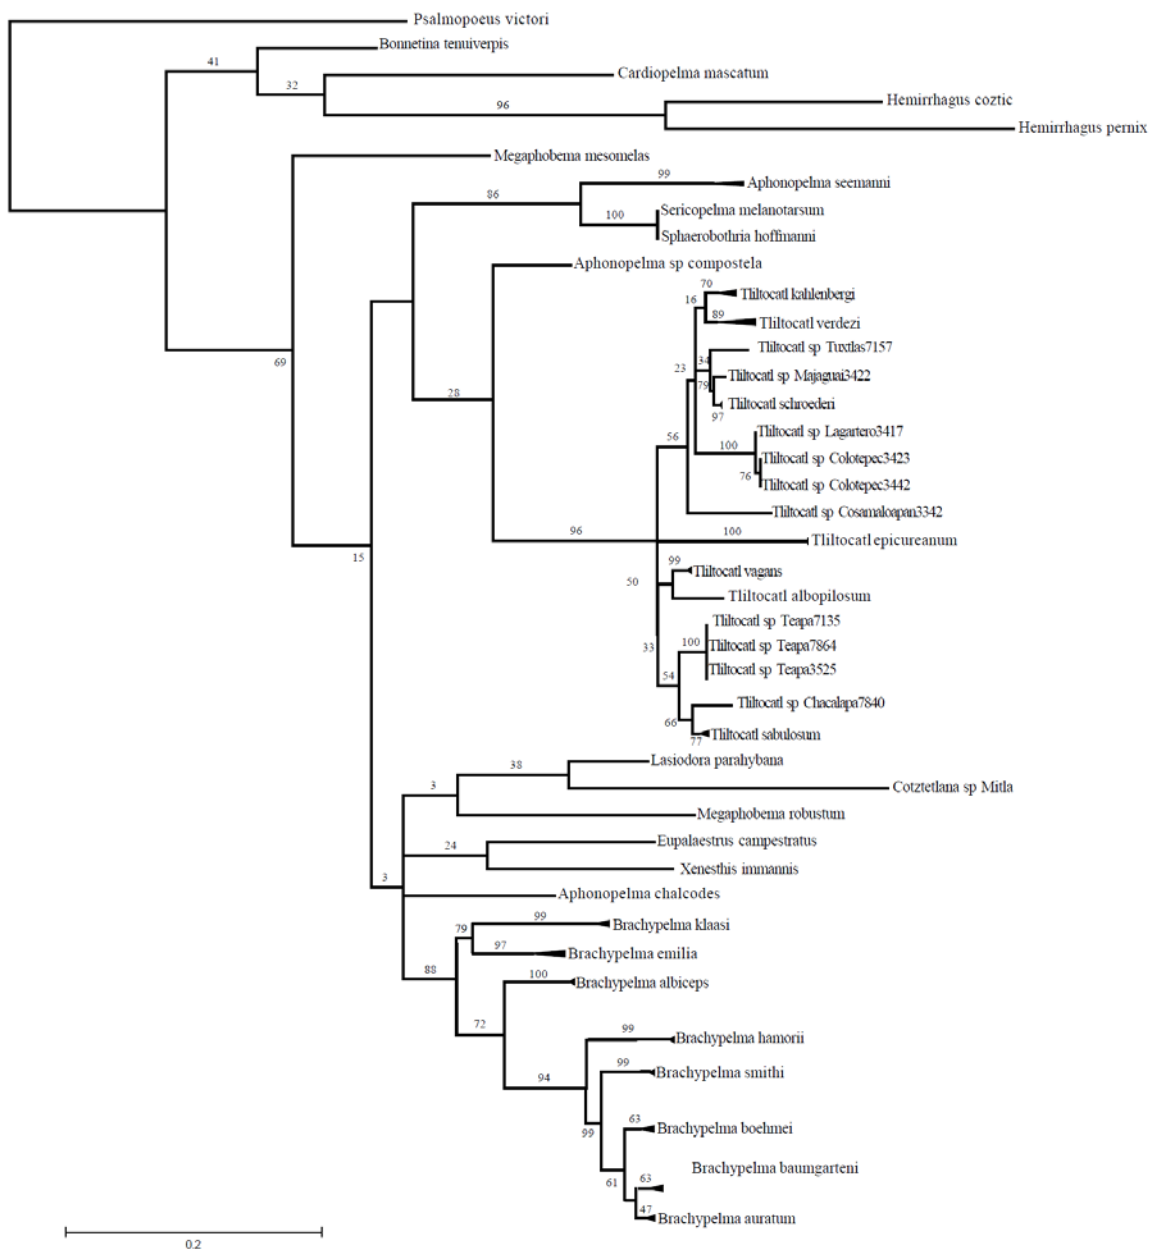 Psalmopoeus victori
Bonnetina tenuiverpis
41
Cardiopelma mascatum
32
Hemirrhagus coztic
96
Hemirrhagus pernix
Megaphobema mesomelas
99
Aphonopelma seemanni
86
Sericopelma melanotarsum
100
Sphaerobothria hoffmanni
Aphonopelma sp compostela
70
Tliltocatl kahlenbergi
16
89
Tliltocatl verdezi
Tliltocatl sp Tuxtlas7157
69
34
23
Tliltocatl sp Majaguai3422
79
28
Tliltocatl schroederi
97
Tliltocatl sp Lagartero3417
56
100
Tliltocatl sp Colotepec3423
76
Tliltocatl sp Colotepec3442
Tliltocatl sp Cosamaloapan3342
96
100
Tliltocatl epicureanum
15
99
Tliltocatl vagans
50
Tliltocatl albopilosum
Tliltocatl sp Teapa7135
33
100
Tliltocatl sp Teapa7864
Tliltocatl sp Teapa3525
54
Tliltocatl sp Chacalapa7840
66
Tliltocatl sabulosum
77
Lasiodora parahybana
38
3
Cotztetlana sp Mitla
Megaphobema robustum
Eupalaestrus campestratus
24
Xenesthis immannis
3
Aphonopelma chalcodes
99
Brachypelma klaasi
79
97
Brachypelma emilia
88
100
Brachypelma albiceps
72
99
Brachypelma hamorii
99
94
Brachypelma smithi
63
Brachypelma boehmei
99
Brachypelma baumgarteni
61
63
47
Brachypelma auratum
0.2